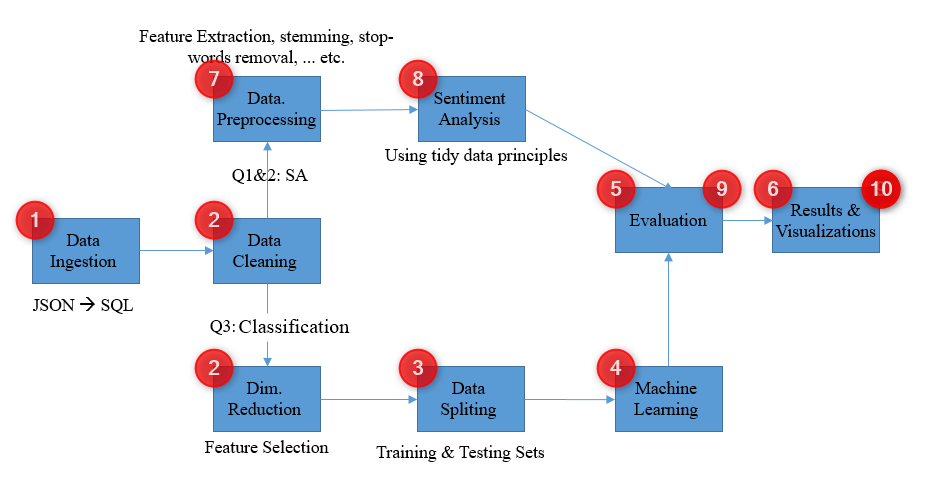 Feature Extraction, stemming, stop-
words removal, ... etc.
7
Data.
Preprocessing
8
Sentiment
Analysis
Using tidy data principles
Q1&2: SA
1
Data
Ingestion
JSON → SQL
2
Data
Cleaning
5
9
Evaluation
6
10
Results &
Visualizations
Q3: Classification
2
Dim.
Reduction
Feature Selection
3
Data
Spliting
Training & Testing Sets
4
Machine
Learning